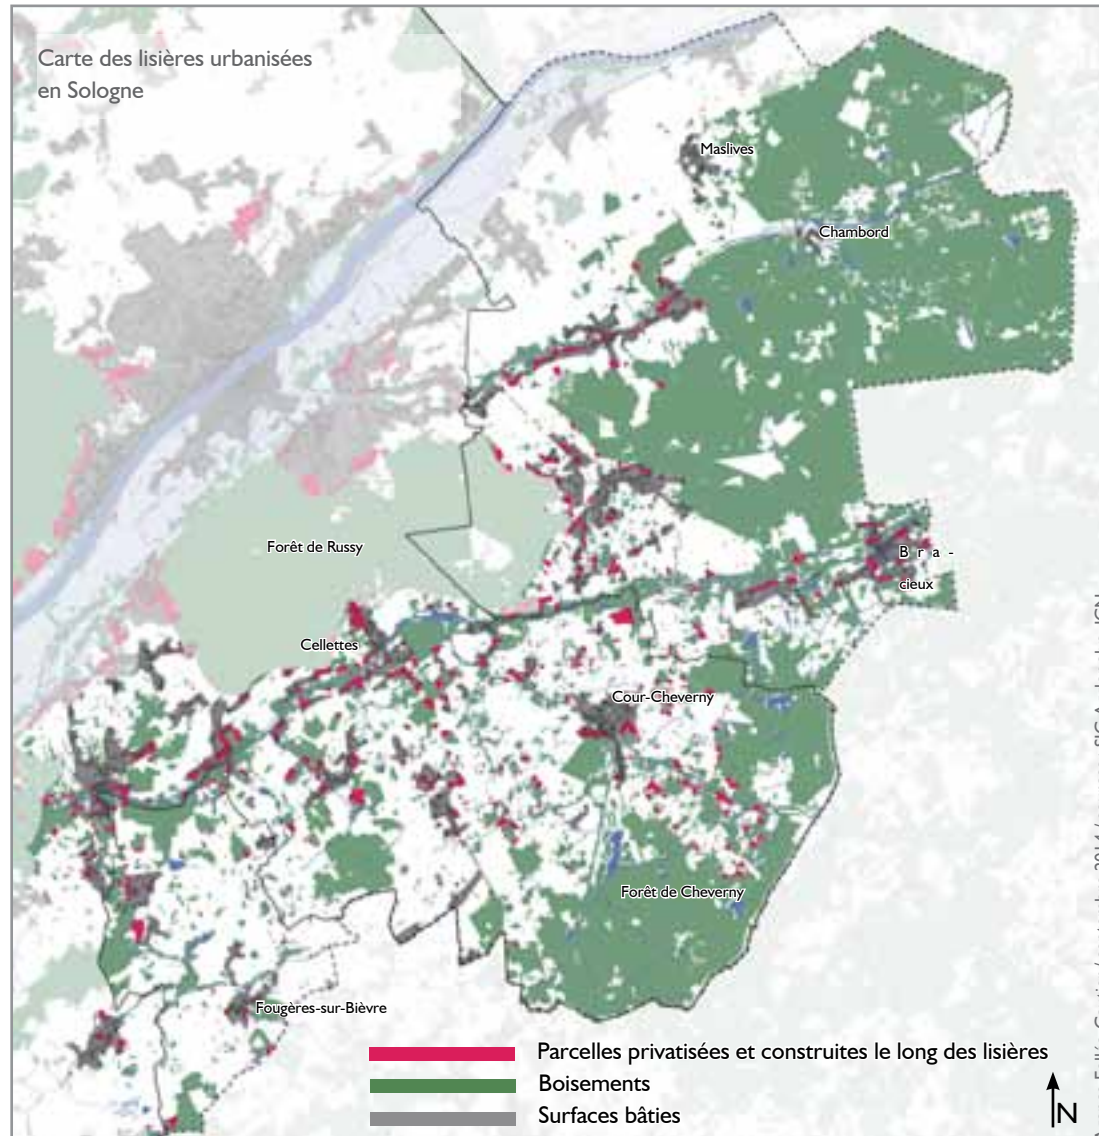 Carte des lisières urbanisées
en Sologne
Maslives
Chambord
Forêt de Russy
B r a -
cieux
Cellettes
Cour-Cheverny
Forêt de Cheverny
Fougères-sur-Bièvre
Parcelles privatisées et construites le long des lisières
Boisements
Surfaces bâties
N